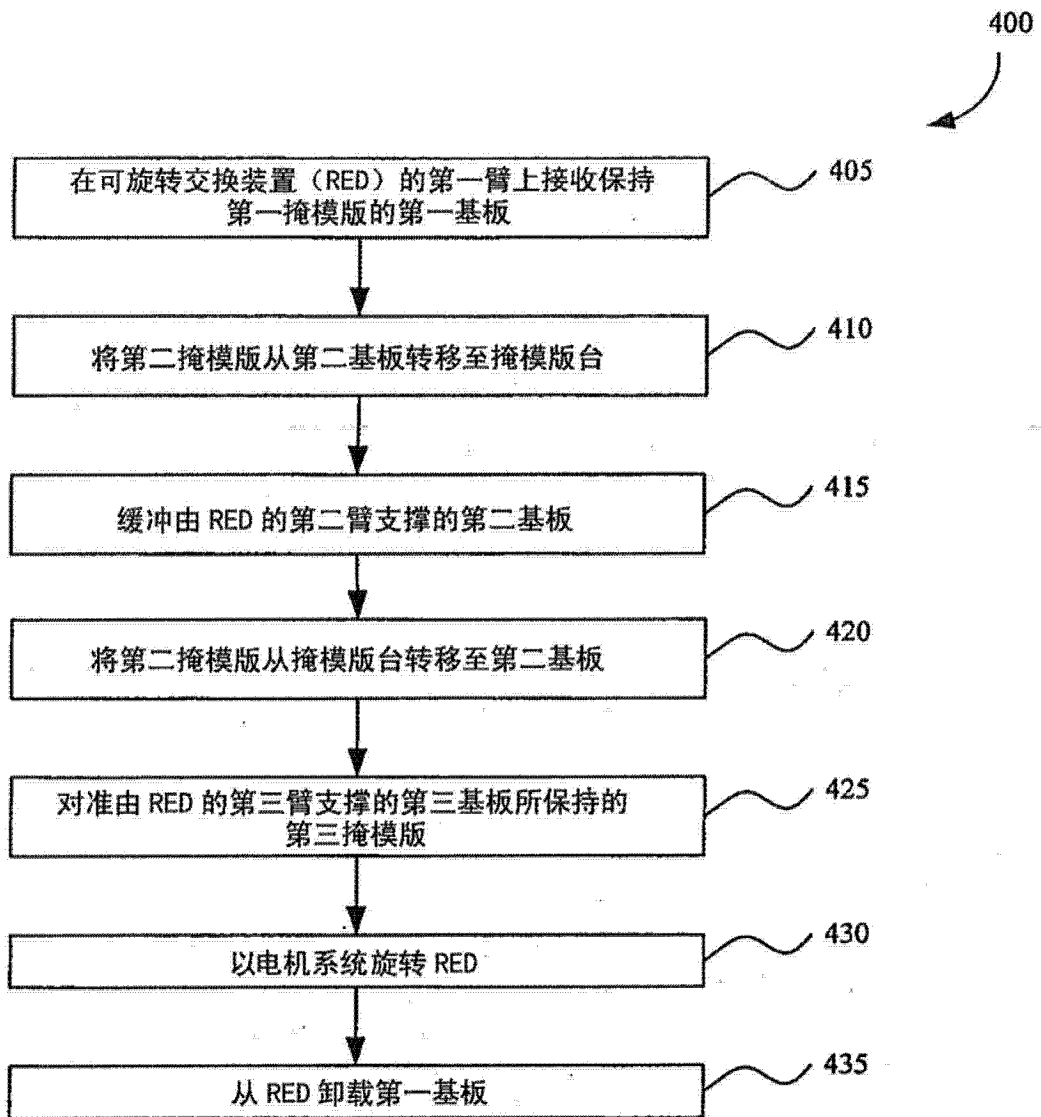 400
在可旋转交换装置（RED）的第一臂上接收保持
第一掩模版的第一基板
405
将第二掩模版从第二基板转移至掩模版台
410
缓冲由 RED 的第二臂支撑的第二基板
415
将第二掩模版从掩模版台转移至第二基板
420
对准由 RED 的第三臂支撑的第三基板所保持的
第三掩模版
425
以电机系统旋转 RED
430
从 RED 卸载第一基板
435